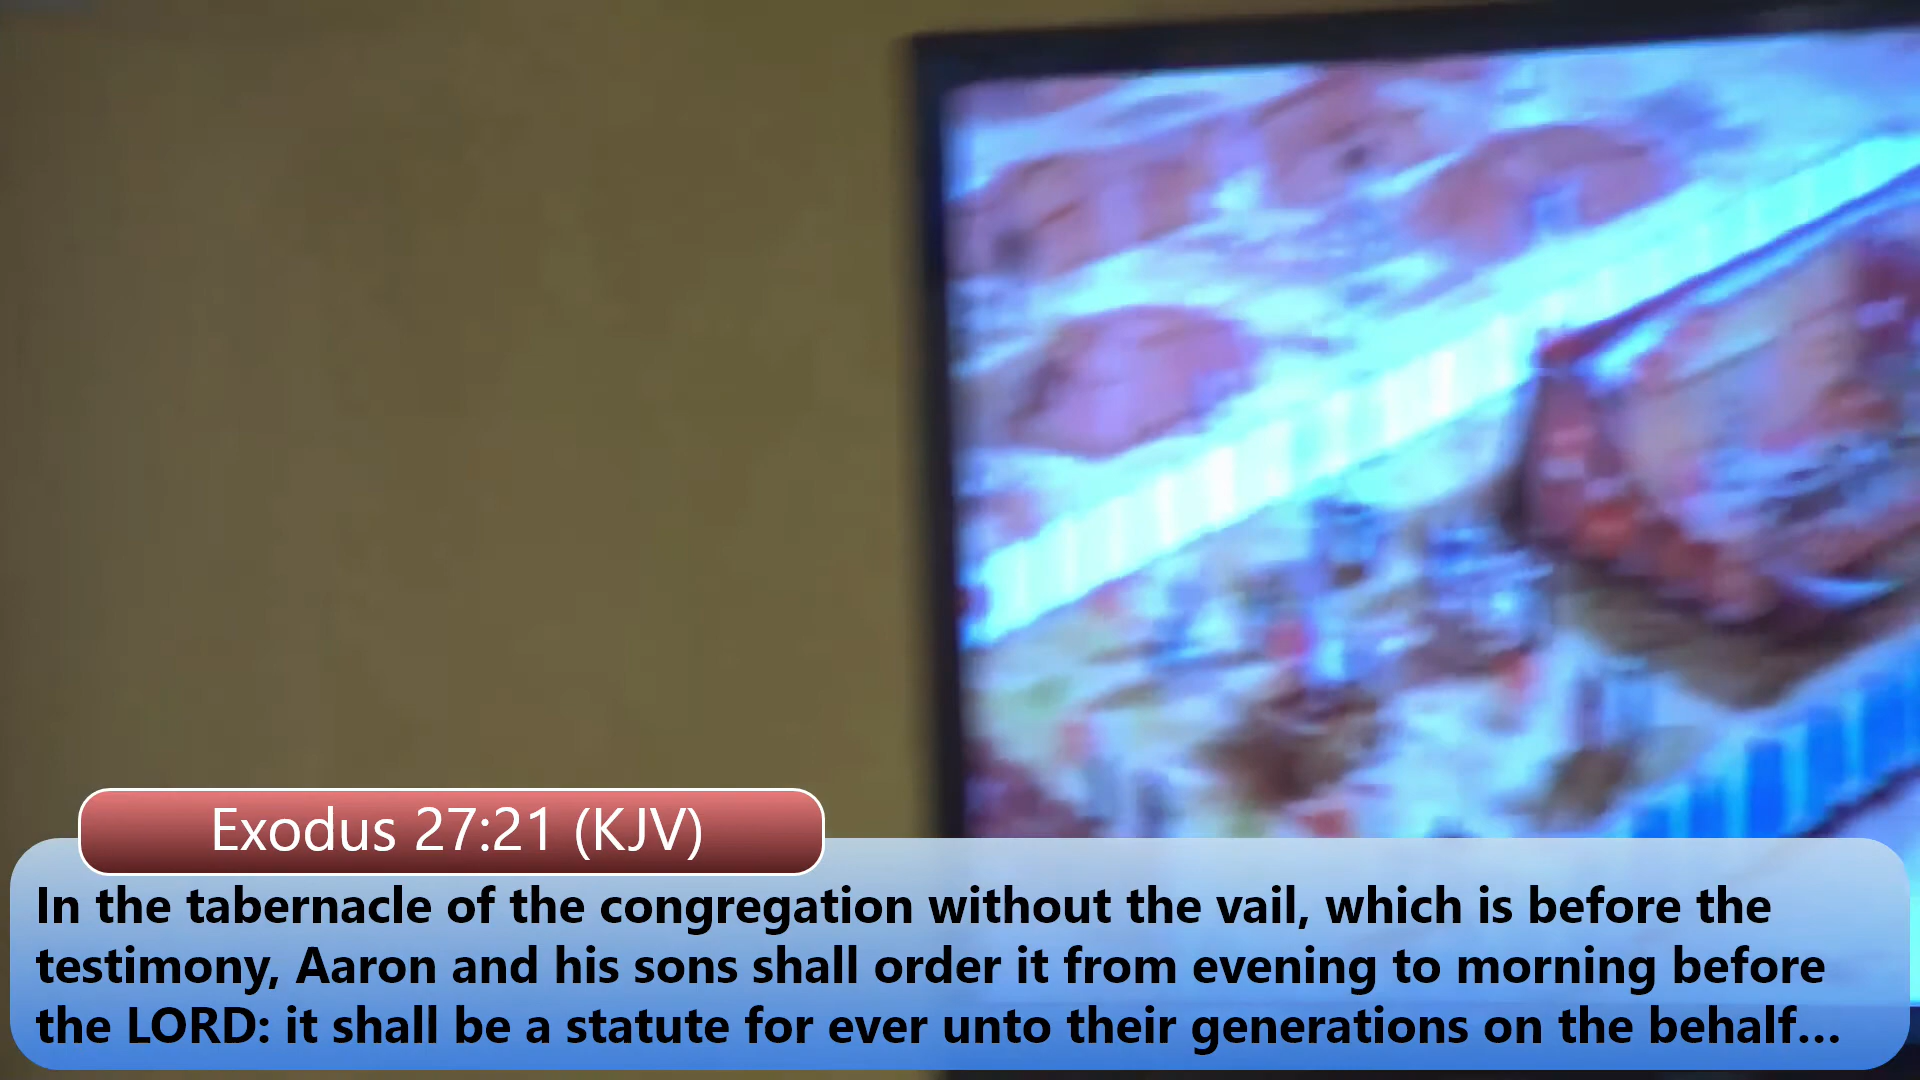 Exodus 27:21 (KJV)
In the tabernacle of the congregation without the vail, which is before the
testimony, Aaron and his sons shall order it from evening to morning before
the LORD: it shall be a statute for ever unto their generations on the behalf...